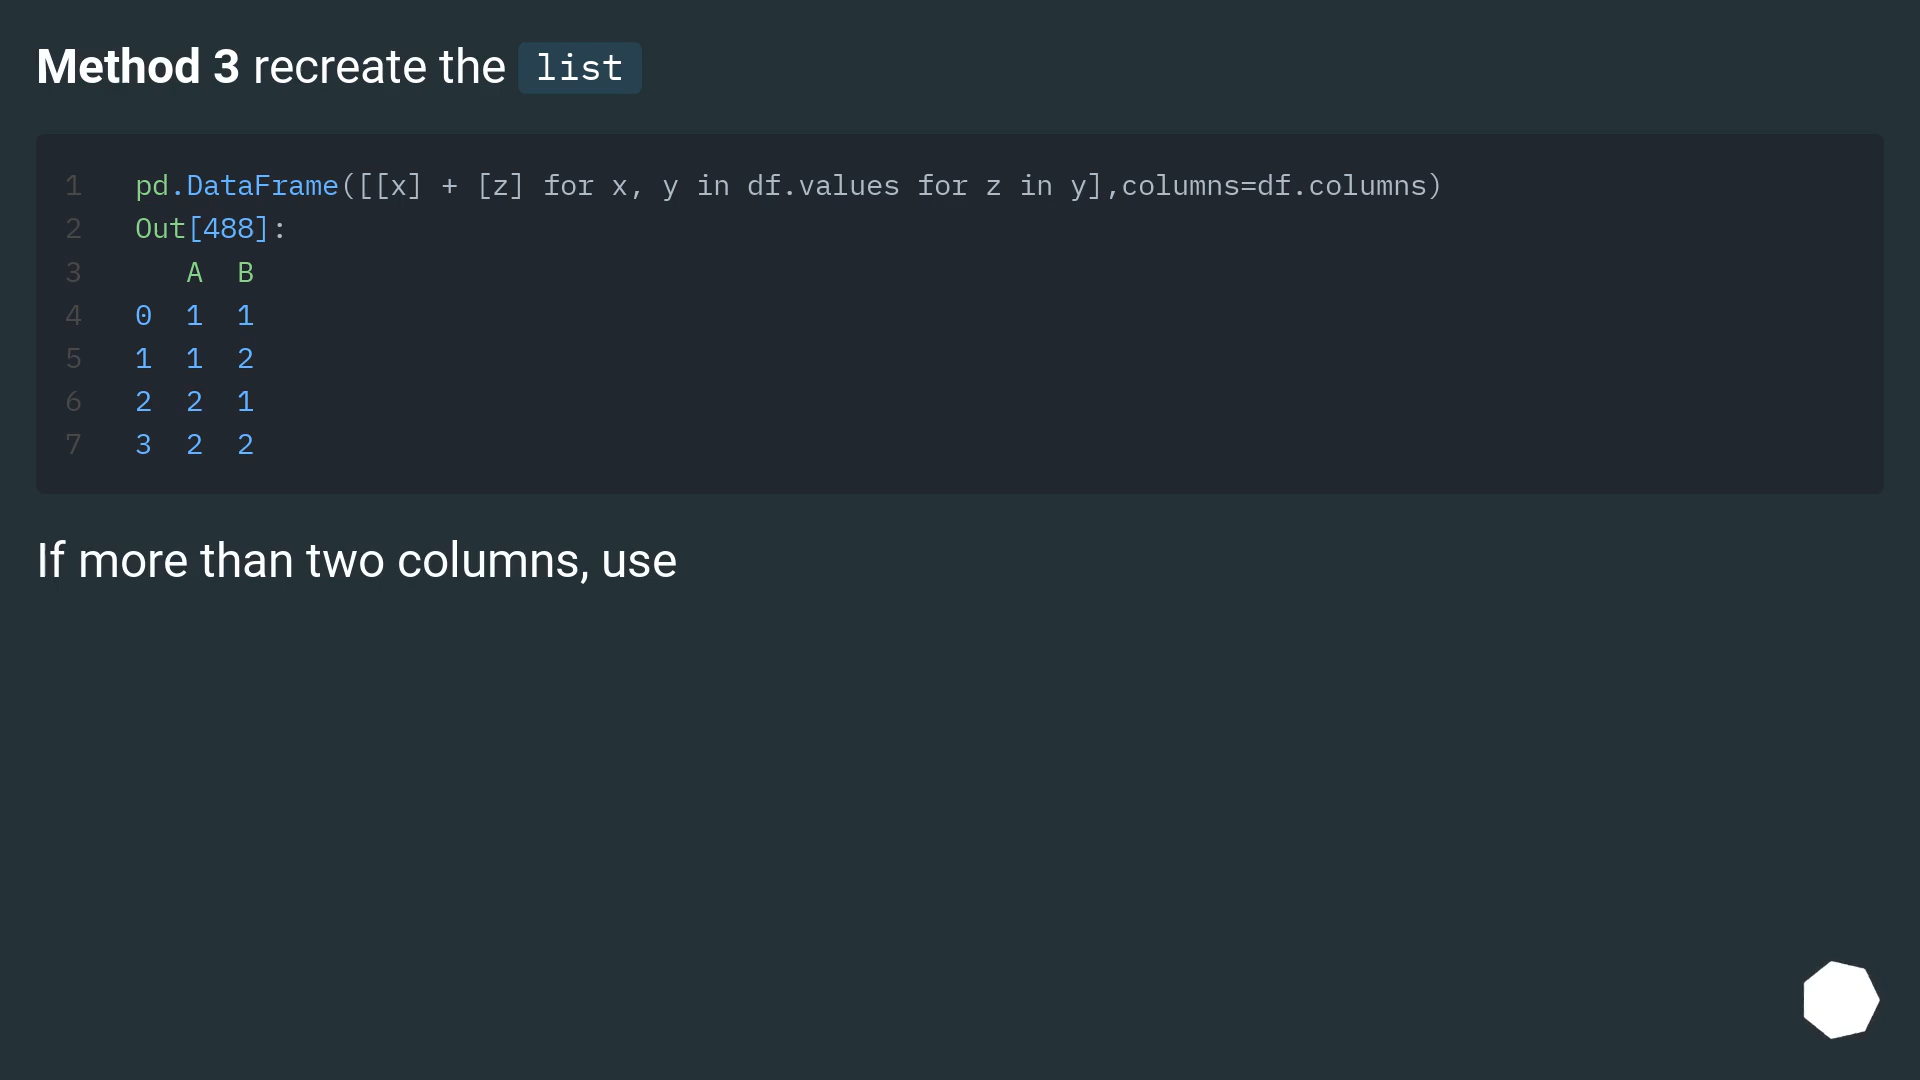 Method 3 recreate the list
1 pd.DataFrame([[x] + [z] for x, y in df.values for z in y],columns=df.columns)
2 Out[488]:
3    A  B
4 0  1  1
5 1  1  2
6 2  2  1
7 3  2  2
If more than two columns, use